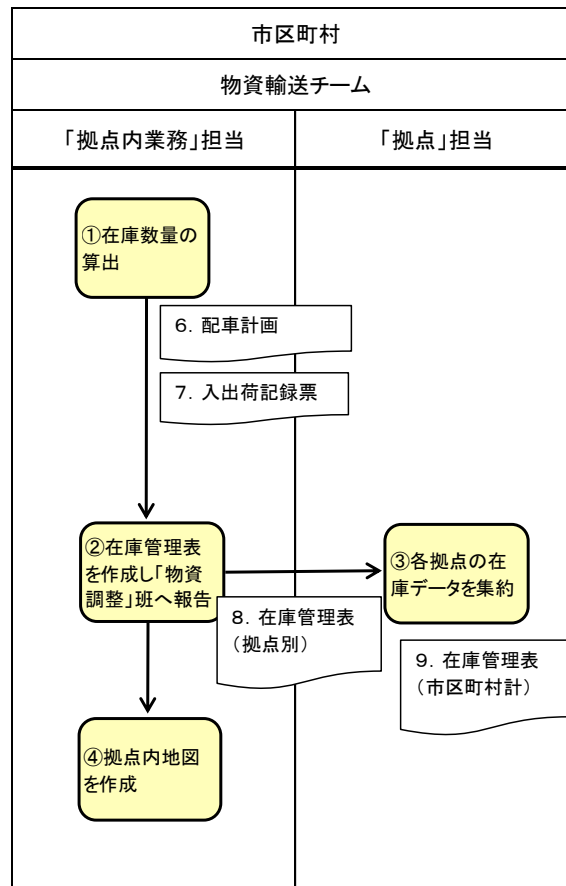 市区町村
物資輸送チーム
「拠点内業務」担当
「拠点」担当
①在庫数量の
算出
6．配車計画
7．入出荷記録票
②在庫管理表
を作成し「物資
調整」班へ報告
③各拠点の在
庫データを集約
8．在庫管理表
（拠点別）
9．在庫管理表
（市区町村計）
④拠点内地図
を作成